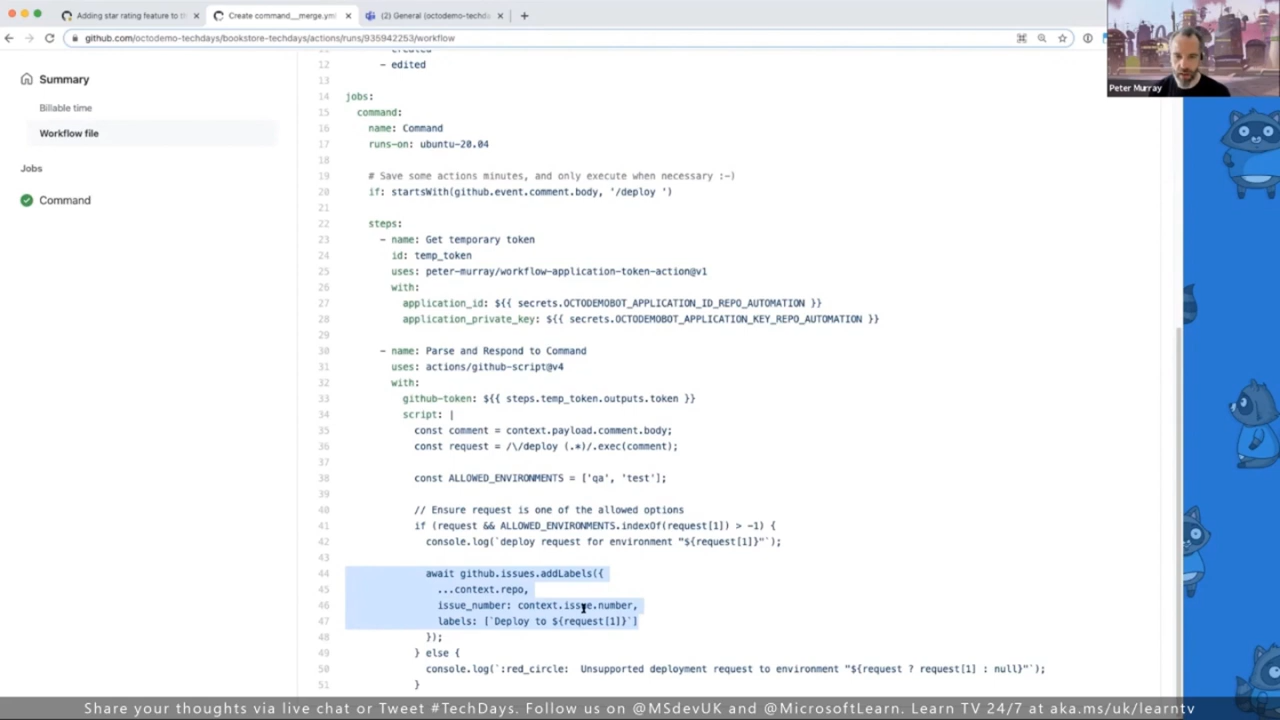 Adding star rating feature to th
Create command__merge.yml
General (octodemo-techda
github.com/octodemo-techdays/bookstore-techdays/actions/runs/935942253/workflow
Peter Murray
Summary
Billable time
Workflow file
Jobs
Command
12 - edited
13
14 jobs:
15 command:
16 name: Command
17 runs-on: ubuntu-20.04
18
19 # Save some actions minutes, and only execute when necessary :-)
20 if: startsWith(github.event.comment.body, '/deploy ')
21
22 steps:
23 - name: Get temporary token
24 id: temp_token
25 uses: peter-murray/workflow-application-token-action@v1
26 with:
27 application_id: ${{ secrets.OCTODEMOBOT_APPLICATION_ID_REPO_AUTOMATION }}
28 application_private_key: ${{ secrets.OCTODEMOBOT_APPLICATION_KEY_REPO_AUTOMATION }}
29
30 - name: Parse and Respond to Command
31 uses: actions/github-script@v4
32 with:
33 github-token: ${{ steps.temp_token.outputs.token }}
34 script: |
35 const comment = context.payload.comment.body;
36 const request = /\/deploy (.*)/.exec(comment);
37
38 const ALLOWED_ENVIRONMENTS = ['qa', 'test'];
39
40 // Ensure request is one of the allowed options
41 if (request && ALLOWED_ENVIRONMENTS.indexOf(request[1]) > -1) {
42 console.log(`deploy request for environment "${request[1]}"`);
43
44 await github.issues.addLabels({
45 ...context.repo,
46 issue_number: context.issue.number,
47 labels: [`Deploy to ${request[1]}`]
48 });
49 } else {
50 console.log(`:red_circle: Unsupported deployment request to environment "${request ? request[1] : null}"`);
51 }
Share your thoughts via live chat or Tweet #TechDays. Follow us on @MSdevUK and @MicrosoftLearn. Learn TV 24/7 at aka.ms/uk/learntv